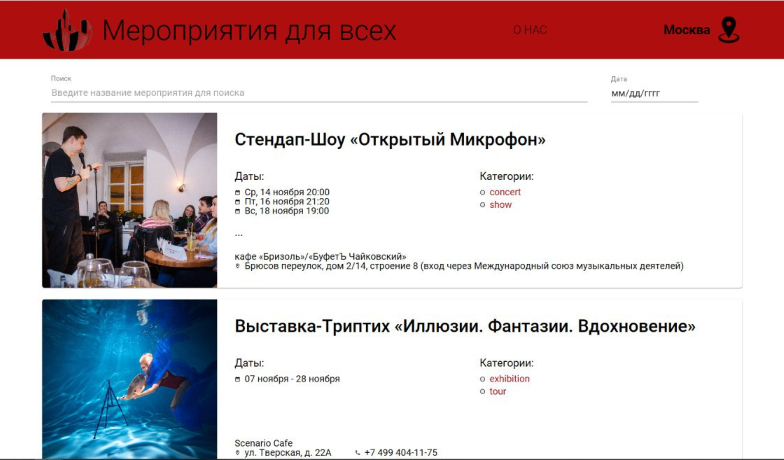 Мероприятия для всех
О НАС
Москва
Поиск
Введите название мероприятия для поиска
Дата
мм/дд/гггг
Стендап-Шоу «Открытый Микрофон»
Даты:
Ср, 14 ноября 20:00
Пт, 16 ноября 21:20
Вс, 18 ноября 19:00
...
Категории:
concert
show
кафе «Бризоль»/«БуфетЪ Чайковский»
Брюсов переулок, дом 2/14, строение 8 (вход через Международный союз музыкальных деятелей)
Выставка-Триптих «Иллюзии. Фантазии. Вдохновение»
Даты:
07 ноября - 28 ноября
Категории:
exhibition
tour
Scenario Cafe
ул. Тверская, д. 22А
+7 499 404-11-75